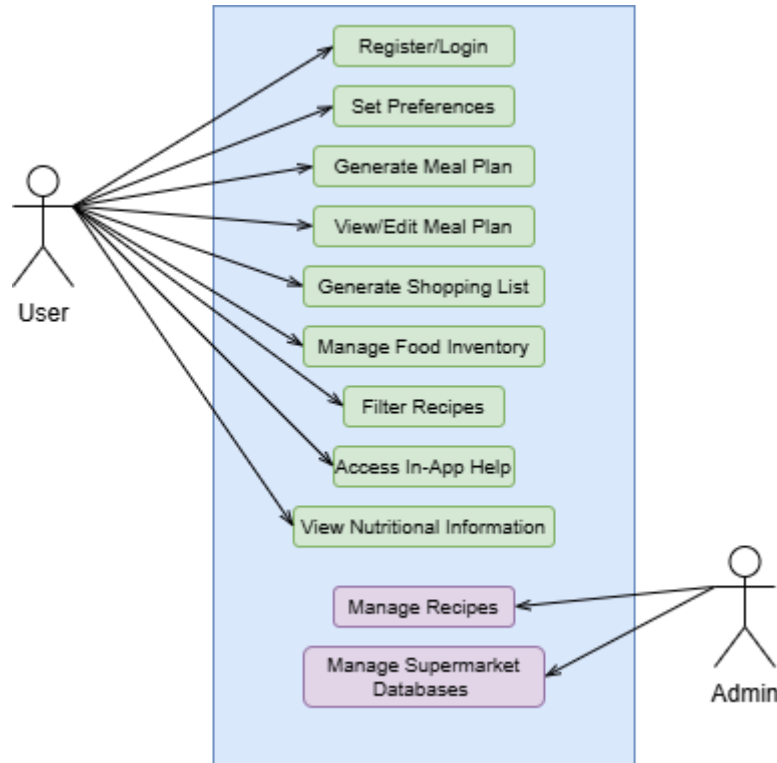 Register/Login
Set Preferences
Generate Meal Plan
View/Edit Meal Plan
Generate Shopping List
User
Manage Food Inventory
Filter Recipes
Access In-App Help
View Nutritional Information
Manage Recipes
Manage Supermarket
Databases
Admin